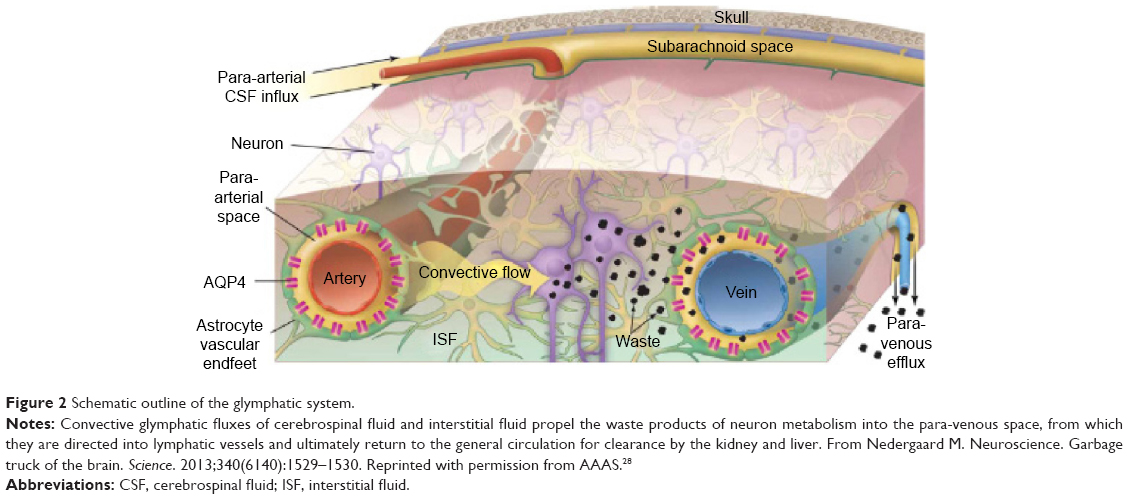 Skull
Subarachnoid space
Para-arterial
CSF influx
Neuron
Para-
arterial
space
AQP4
Artery
Convective flow
Vein
Astrocyte
vascular
endfeet
ISF
Waste
Para-
venous
efflux
Figure 2 Schematic outline of the glymphatic system.
Notes: Convective glymphatic fluxes of cerebrospinal fluid and interstitial fluid propel the waste products of neuron metabolism into the para-venous space, from which
they are directed into lymphatic vessels and ultimately return to the general circulation for clearance by the kidney and liver. From Nedergaard M. Neuroscience. Garbage
truck of the brain. Science. 2013;340(6140):1529–1530. Reprinted with permission from AAAS.28
Abbreviations: CSF, cerebrospinal fluid; ISF, interstitial fluid.